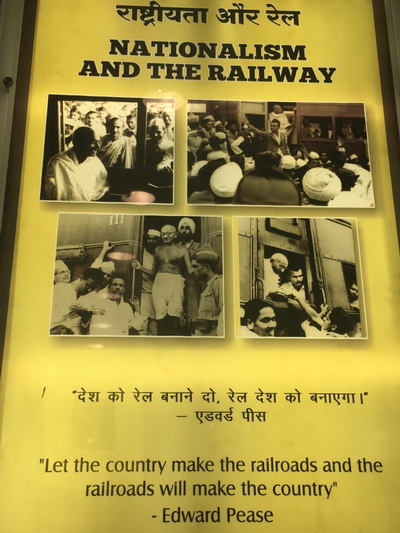 राष्ट्रीयता और रेल
NATIONALISM
AND THE RAILWAY
III
"देश को रेल बनाने दो, रेल देश को बनाएगा।"
– एडवर्ड पीस
"Let the country make the railroads and the
railroads will make the country"
- Edward Pease